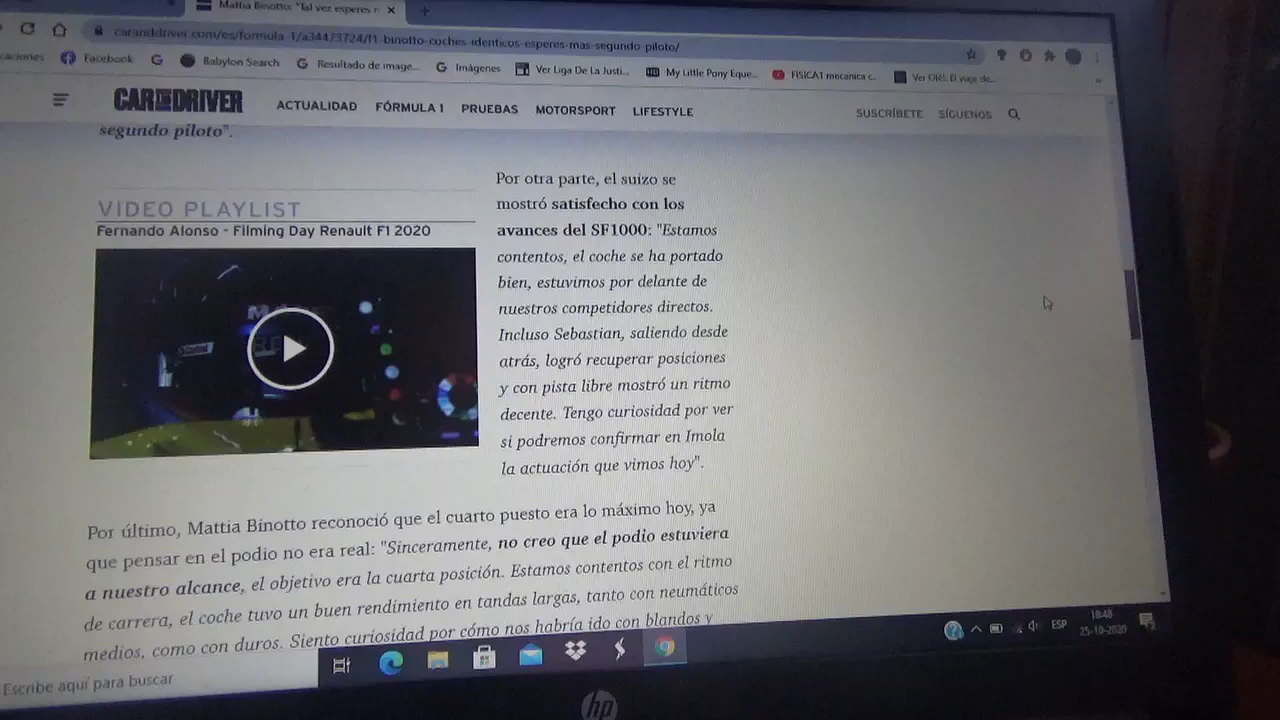 Mattia Binotto: "Tal vez esperes
caranddriver.com/es/formula-1/a34473724/f1-binotto-coches-identicos-esperes-mas-segundo-piloto/
caciones
Facebook
Babylon Search
Resultado de image...
Imágenes
Ver Liga De La Justi...
My Little Pony Eque...
FISICA1 mecanica c...
Ver Olé!: El viaje de...
CAR AND DRIVER
ACTUALIDAD
FÓRMULA 1
PRUEBAS
MOTORSPORT
LIFESTYLE
SUSCRÍBETE
SÍGUENOS
segundo piloto".
VIDEO PLAYLIST
Fernando Alonso - Filming Day Renault F1 2020
Por otra parte, el suizo se
mostró satisfecho con los
avances del SF1000: "Estamos
contentos, el coche se ha portado
bien, estuvimos por delante de
nuestros competidores directos.
Incluso Sebastian, saliendo desde
atrás, logró recuperar posiciones
y con pista libre mostró un ritmo
decente. Tengo curiosidad por ver
si podremos confirmar en Imola
la actuación que vimos hoy".
Por último, Mattia Binotto reconoció que el cuarto puesto era lo máximo hoy, ya
que pensar en el podio no era real: "Sinceramente, no creo que el podio estuviera
a nuestro alcance, el objetivo era la cuarta posición. Estamos contentos con el ritmo
de carrera, el coche tuvo un buen rendimiento en tandas largas, tanto con neumáticos
medios, como con duros. Siento curiosidad por cómo nos habría ido con blandos y
Escribe aquí para buscar
ESP
18:48
25-10-2020
hp